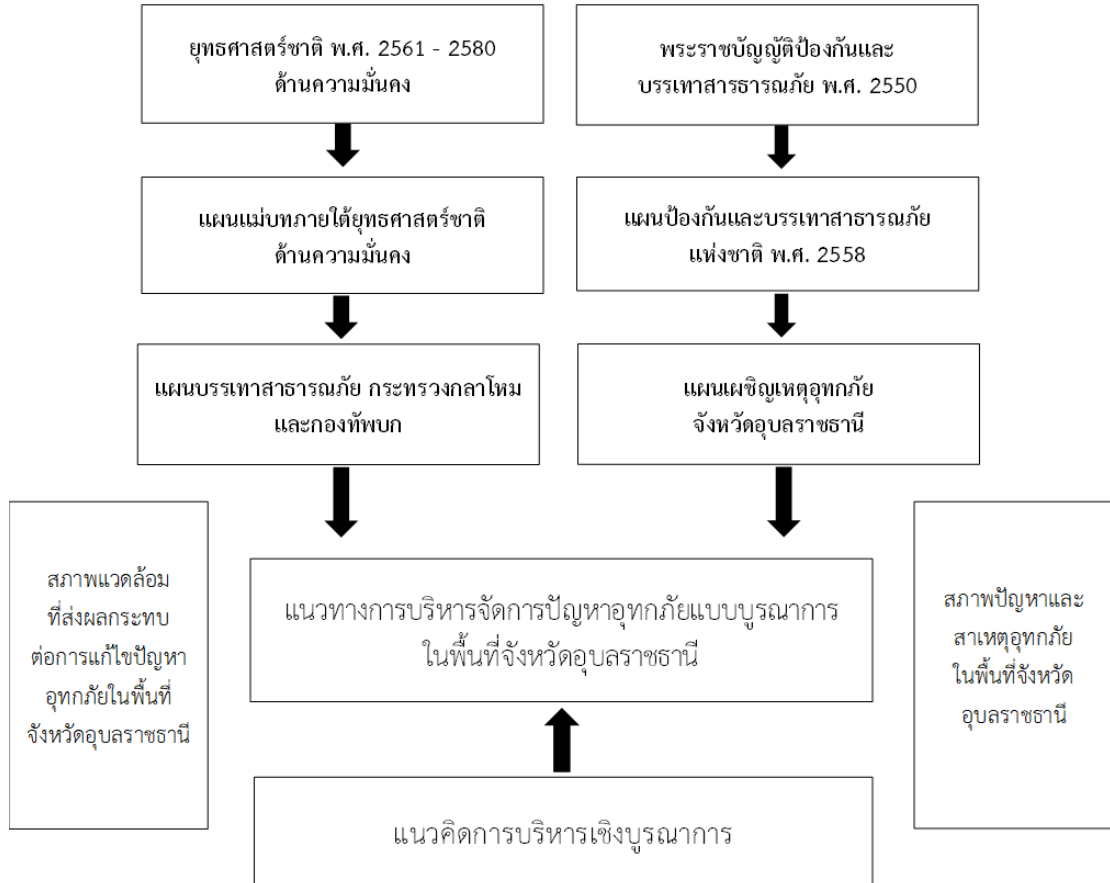 ยุทธศาสตร์ชาติ พ.ศ. 2561 - 2580
ด้านความมั่นคง
พระราชบัญญัติป้องกันและ
บรรเทาสารธารณภัย พ.ศ. 2550
แผนแม่บทภายใต้ยุทธศาสตร์ชาติ
ด้านความมั่นคง
แผนป้องกันและบรรเทาสาธารณภัย
แห่งชาติ พ.ศ. 2558
แผนบรรเทาสาธารณภัย กระทรวงกลาโหม
และกองทัพบก
แผนเผชิญเหตุอุทกภัย
จังหวัดอุบลราชธานี
สภาพแวดล้อม
ที่ส่งผลกระทบ
ต่อการแก้ไขปัญหา
อุทกภัยในพื้นที่
จังหวัดอุบลราชธานี
แนวทางการบริหารจัดการปัญหาอุทกภัยแบบบูรณาการ
ในพื้นที่จังหวัดอุบลราชธานี
สภาพปัญหาและ
สาเหตุอุทกภัย
ในพื้นที่จังหวัด
อุบลราชธานี
แนวคิดการบริหารเชิงบูรณาการ